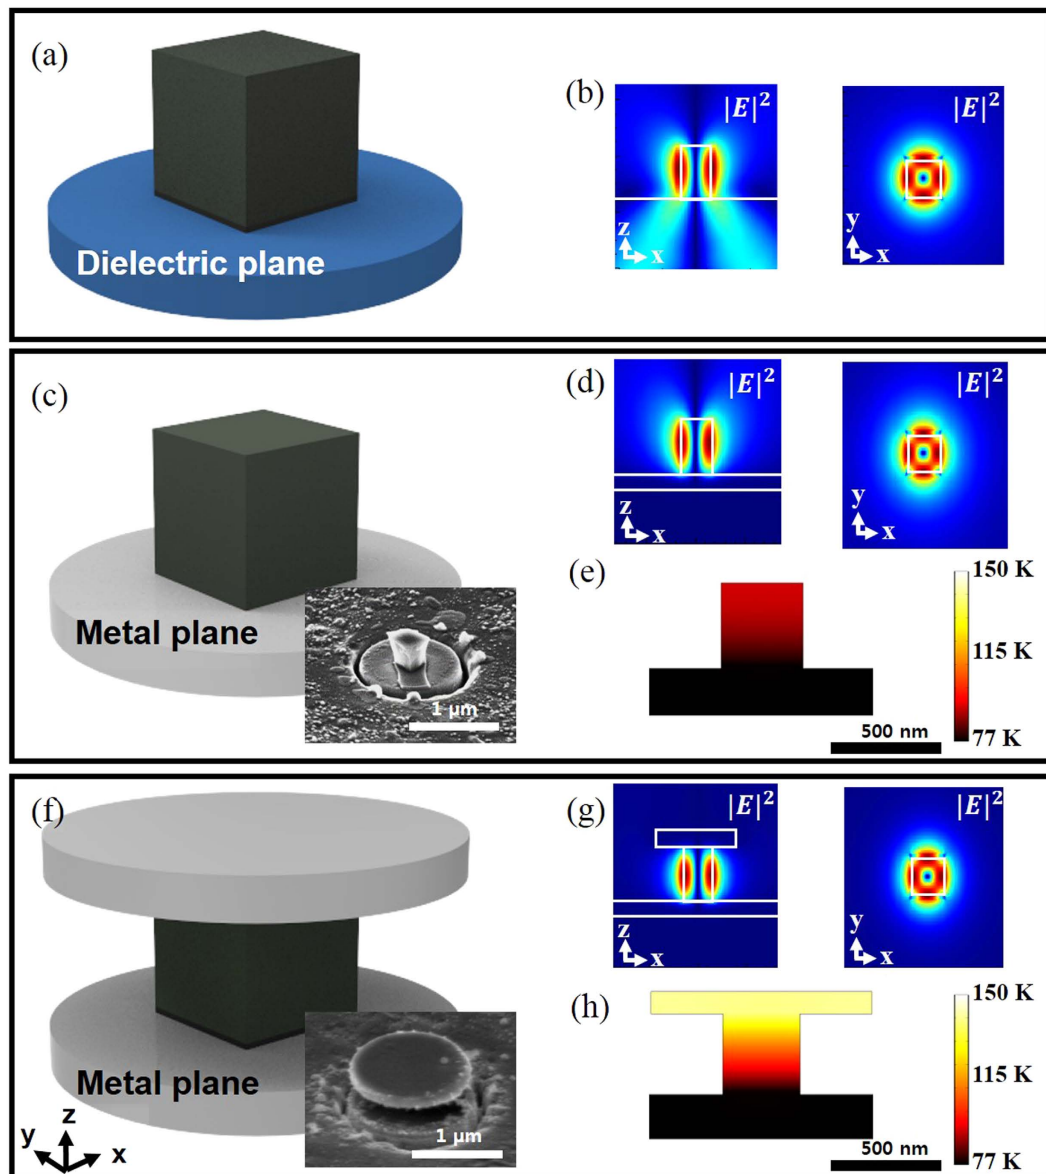 (a)
Dielectric plane
(b)
|E|²
z
x
|E|²
y
x
(c)
Metal plane
1 μm
(d)
|E|²
z
x
|E|²
y
x
(e)
150 K
115 K
77 K
500 nm
(f)
Metal plane
z
y
x
1 μm
(g)
|E|²
z
x
|E|²
y
x
(h)
150 K
115 K
77 K
500 nm